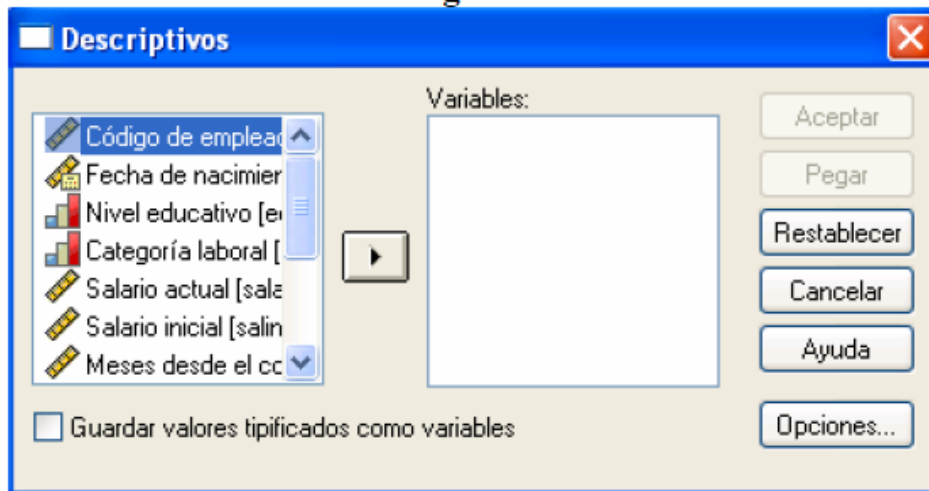 Descriptivos
Variables:
Código de emplead
Fecha de nacimier
Nivel educativo [e
Categoría laboral [
Salario actual [sala
Salario inicial [salin
Meses desde el co
Aceptar
Pegar
Restablecer
Cancelar
Ayuda
Guardar valores tipificados como variables
Opciones...